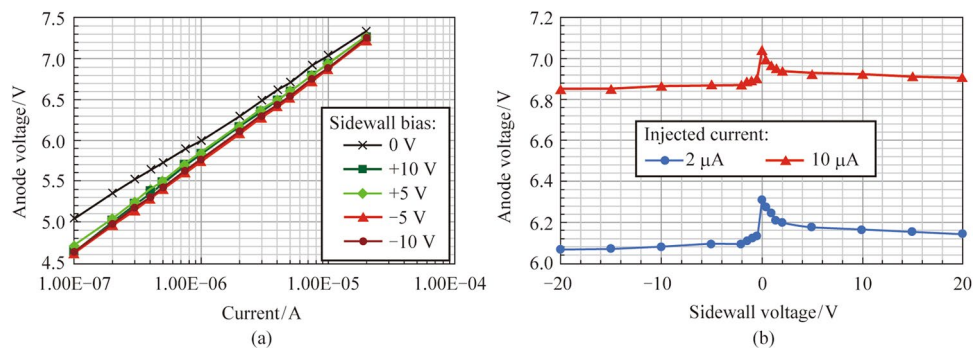 7.5
7.0
6.5
6.0
5.5
5.0
4.5
Anode voltage/V
Sidewall bias:
0 V
+10 V
+5 V
−5 V
−10 V
1.00E-07 1.00E-06 1.00E-05 1.00E-04
Current/A
(a)
7.2
7.0
6.8
6.6
6.4
6.2
6.0
Anode voltage/V
Injected current:
2 μA 10 μA
−20 −10 0 10 20
Sidewall voltage/V
(b)